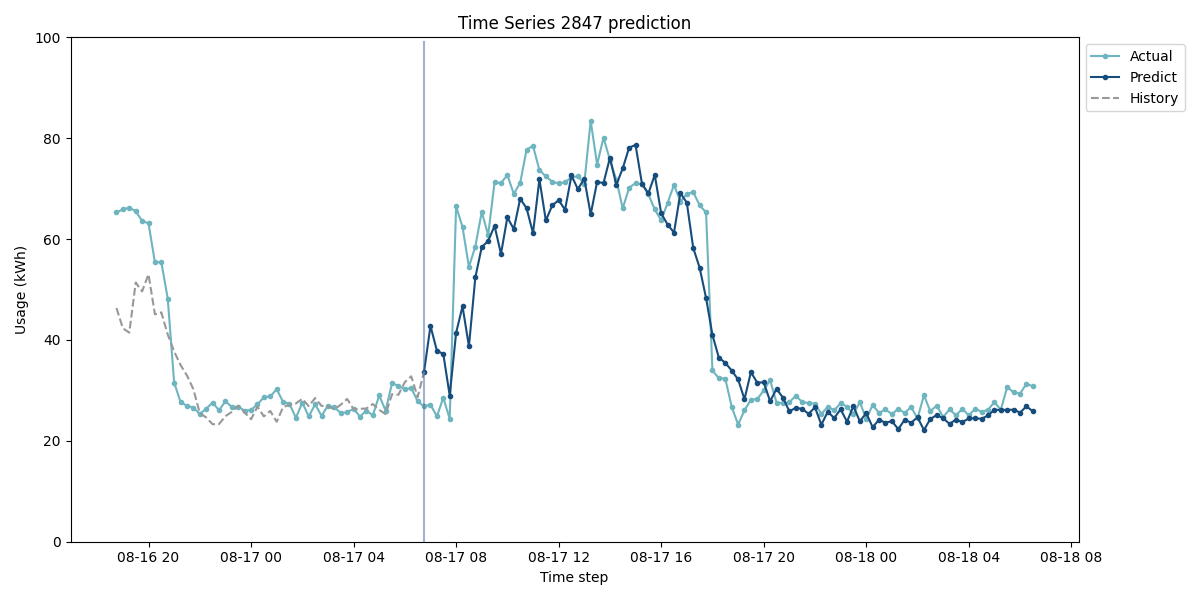 Time Series 2847 prediction
100
80
60
40
20
0
Usage (kWh)
08-16 20
08-17 00
08-17 04
08-17 08
08-17 12
08-17 16
08-17 20
08-18 00
08-18 04
08-18 08
Time step
Actual
Predict
History